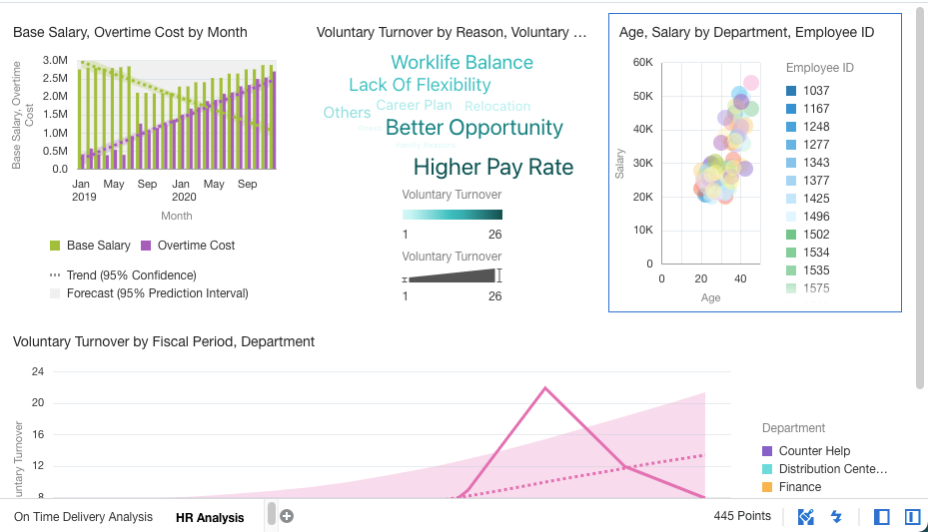 Base Salary, Overtime Cost by Month
Base Salary, Overtime
Cost
3.0M
2.5M
2.0M
1.5M
1.0M
0.5M
0.0
Jan May Sep Jan May Sep
2019 2020
Month
Base Salary Overtime Cost
Trend (95% Confidence)
Forecast (95% Prediction Interval)
Voluntary Turnover by Reason, Voluntary ...
Worklife Balance
Lack Of Flexibility
Others Career Plan Relocation
Better Opportunity
Higher Pay Rate
Voluntary Turnover
1 26
Voluntary Turnover
1 26
Age, Salary by Department, Employee ID
Salary
60K
50K
40K
30K
20K
10K
0
0 20 40
Age
Employee ID
1037
1167
1248
1277
1343
1377
1425
1496
1502
1534
1535
1575
Voluntary Turnover by Fiscal Period, Department
untary Turnover
24
20
16
12
8
Department
Counter Help
Distribution Cente...
Finance
On Time Delivery Analysis HR Analysis 445 Points